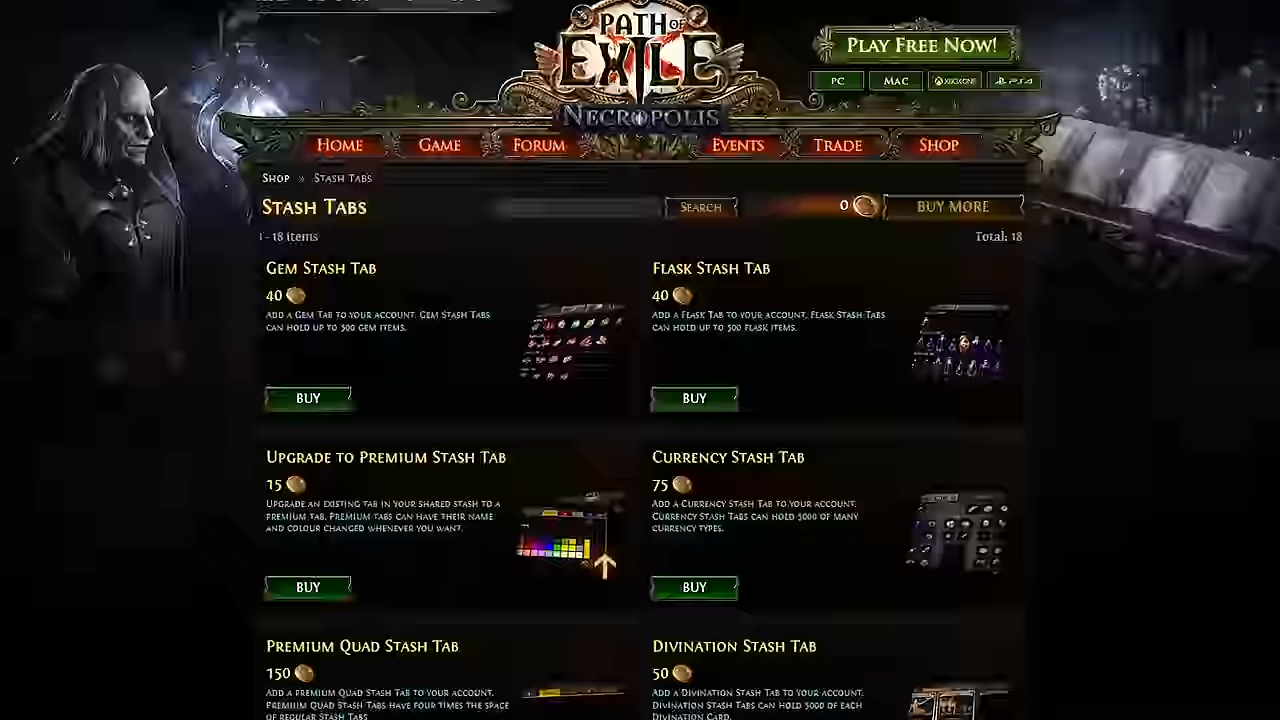 PATH OF
EXILE
NECROPOLIS
PLAY FREE NOW!
PC MAC XBOX ONE PS4
HOME GAME FORUM EVENTS TRADE SHOP
SHOP » STASH TABS
STASH TABS SEARCH 0 BUY MORE
1 - 18 items Total: 18
GEM STASH TAB
40
ADD A GEM TAB TO YOUR ACCOUNT. GEM STASH TABS
CAN HOLD UP TO 500 GEM ITEMS.
BUY
FLASK STASH TAB
40
ADD A FLASK TAB TO YOUR ACCOUNT. FLASK STASH TABS
CAN HOLD UP TO 500 FLASK ITEMS.
BUY
UPGRADE TO PREMIUM STASH TAB
15
UPGRADE AN EXISTING TAB IN YOUR SHARED STASH TO A
PREMIUM TAB. PREMIUM TABS CAN HAVE THEIR NAME
AND COLOUR CHANGED WHENEVER YOU WANT.
BUY
CURRENCY STASH TAB
75
ADD A CURRENCY STASH TAB TO YOUR ACCOUNT.
CURRENCY STASH TABS CAN HOLD 5000 OF MANY
CURRENCY TYPES.
BUY
PREMIUM QUAD STASH TAB
150
ADD A PREMIUM QUAD STASH TAB TO YOUR ACCOUNT.
PREMIUM QUAD STASH TABS HAVE FOUR TIMES THE SPACE
OF REGULAR STASH TABS
DIVINATION STASH TAB
50
ADD A DIVINATION STASH TAB TO YOUR ACCOUNT.
DIVINATION STASH TABS CAN HOLD 5000 OF EACH
DIVINATION CARD.